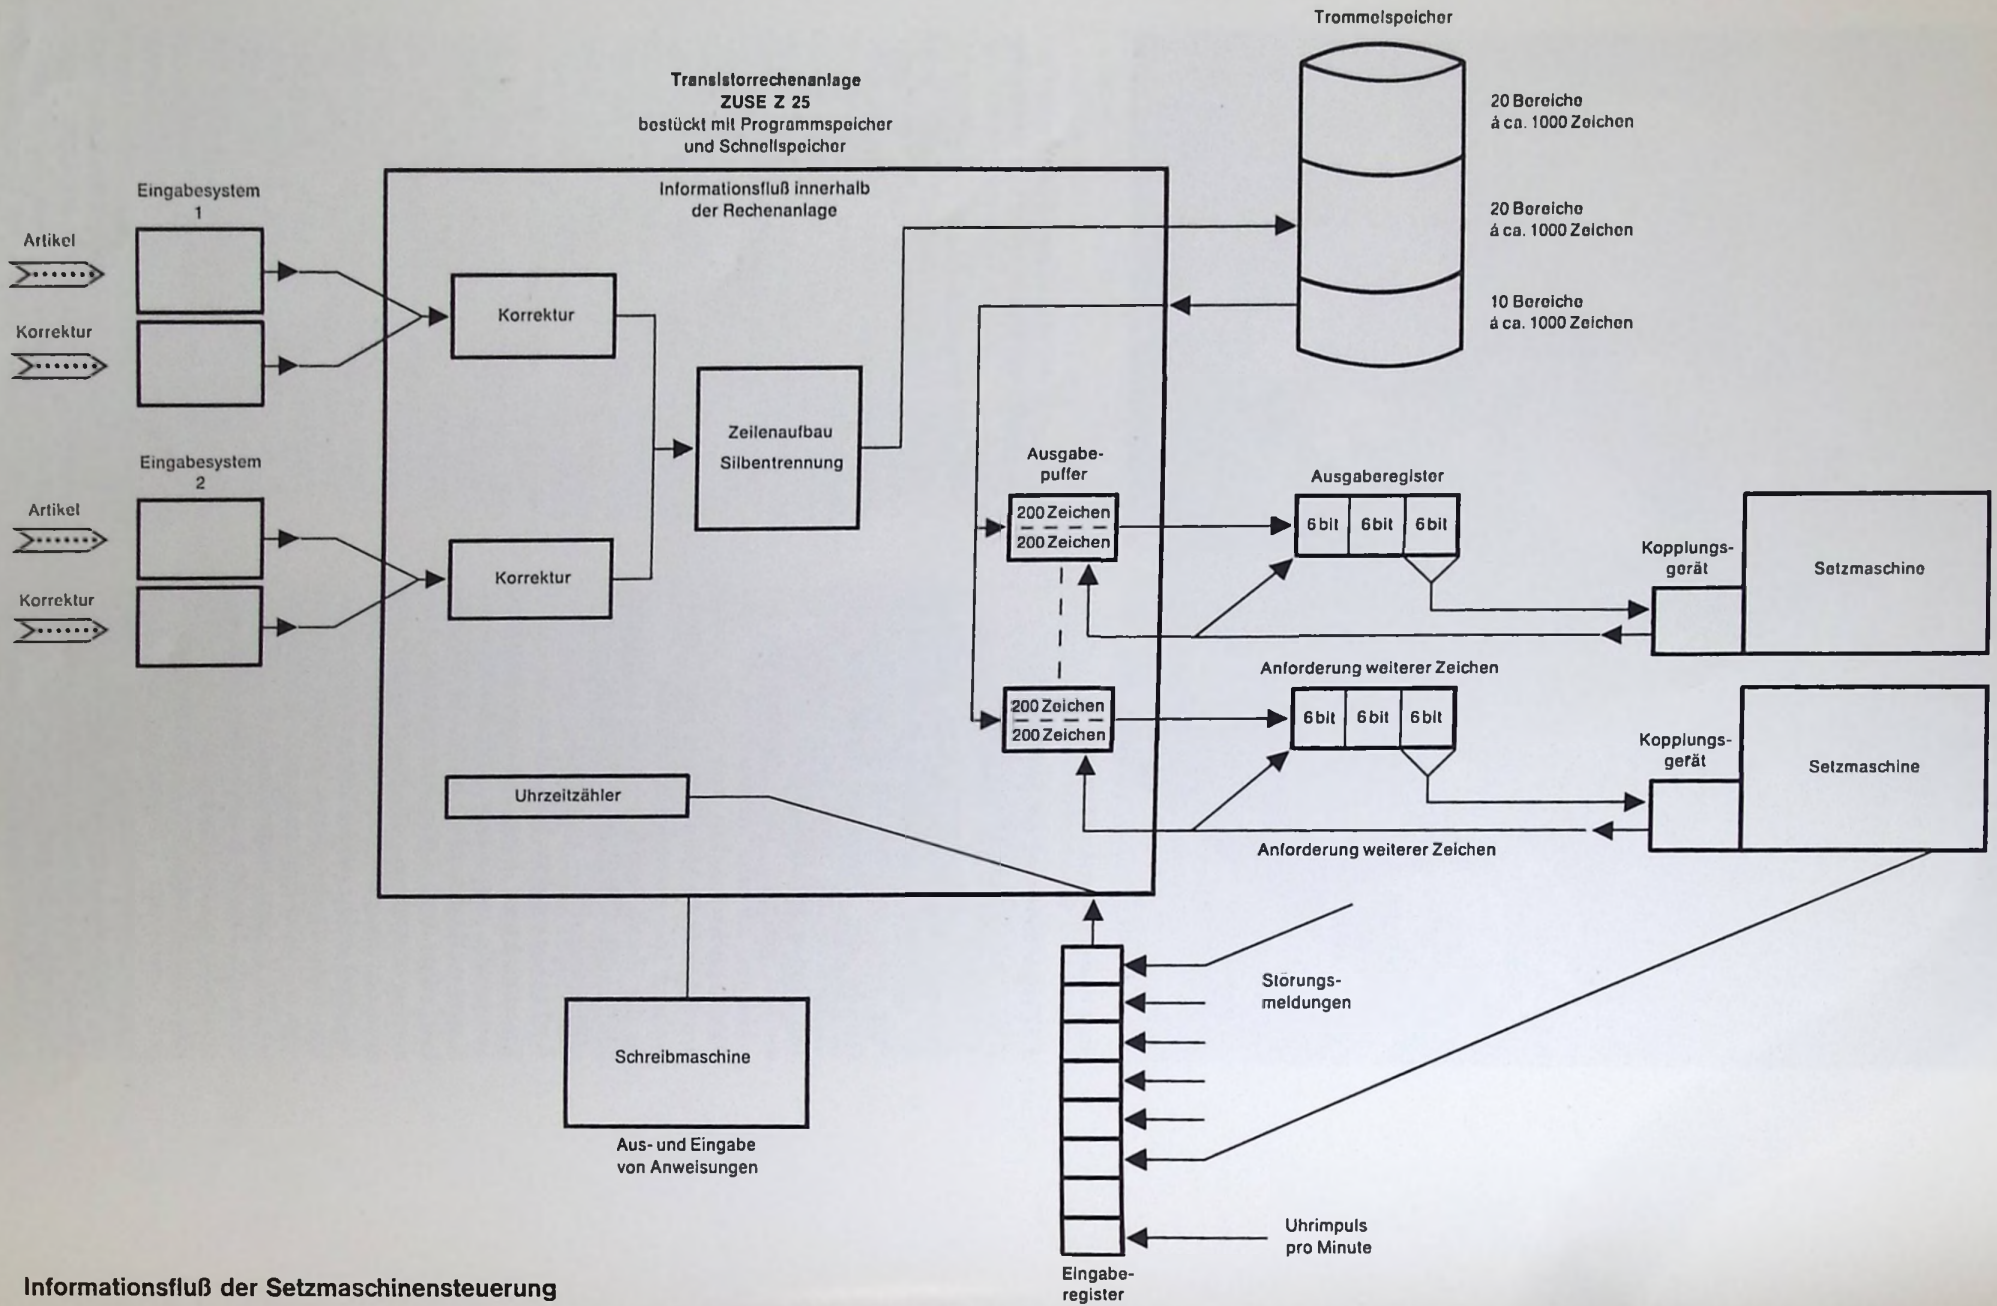 Trommelspeicher
20 Bereiche
à ca. 1000 Zeichen
20 Bereiche
à ca. 1000 Zeichen
10 Bereiche
à ca. 1000 Zeichen
Transistorrechenanlage
ZUSE Z 25
bestückt mit Programmspeicher
und Schnellspeicher
Informationsfluß innerhalb
der Rechenanlage
Eingabesystem
1
Artikel
Korrektur
Korrektur
Eingabesystem
2
Artikel
Korrektur
Korrektur
Zeilenaufbau
Silbentrennung
Ausgabe-
puffer
200 Zeichen
200 Zeichen
200 Zeichen
200 Zeichen
Ausgaberegister
6 bit 6 bit 6 bit
Kopplungs-
gerät
Setzmaschine
Anforderung weiterer Zeichen
6 bit 6 bit 6 bit
Kopplungs-
gerät
Setzmaschine
Anforderung weiterer Zeichen
Uhrzeitzähler
Schreibmaschine
Aus- und Eingabe
von Anweisungen
Störungs-
meldungen
Uhrimpuls
pro Minute
Eingabe-
register
Informationsfluß der Setzmaschinensteuerung